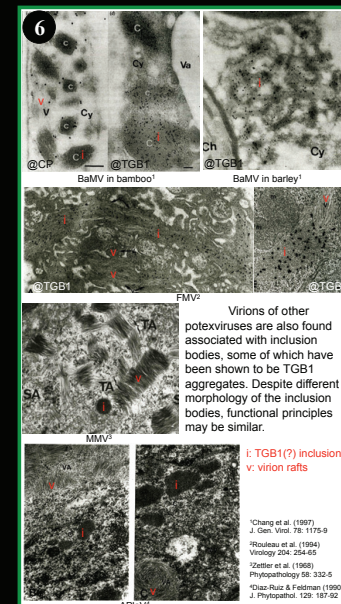 6
c
C
C
v
V
Cy
Va
C
Cy
C
C
i
i
i
Ch
Cy
@CP
@TGB1
@TGB1
BaMV in bamboo¹
BaMV in barley¹
i
i
v
v
v
i
@TGB1
@TGB
FMV²
TA
SA
TA
v
i
MMV³
Virions of other
potexviruses are also found
associated with inclusion
bodies, some of which have
been shown to be TGB1
aggregates. Despite different
morphology of the inclusion
bodies, functional principles
may be similar.
i: TGB1(?) inclusion
v: virion rafts
VA
v
i
i
v
¹Chang et al. (1997)
J. Gen. Virol. 78: 1175-9
²Rouleau et al. (1994)
Virology 204: 254-65
³Zettler et al. (1968)
Phytopathology 58: 332-5
⁴Diaz-Ruiz & Feldman (1990
J. Phytopathol. 129: 187-92